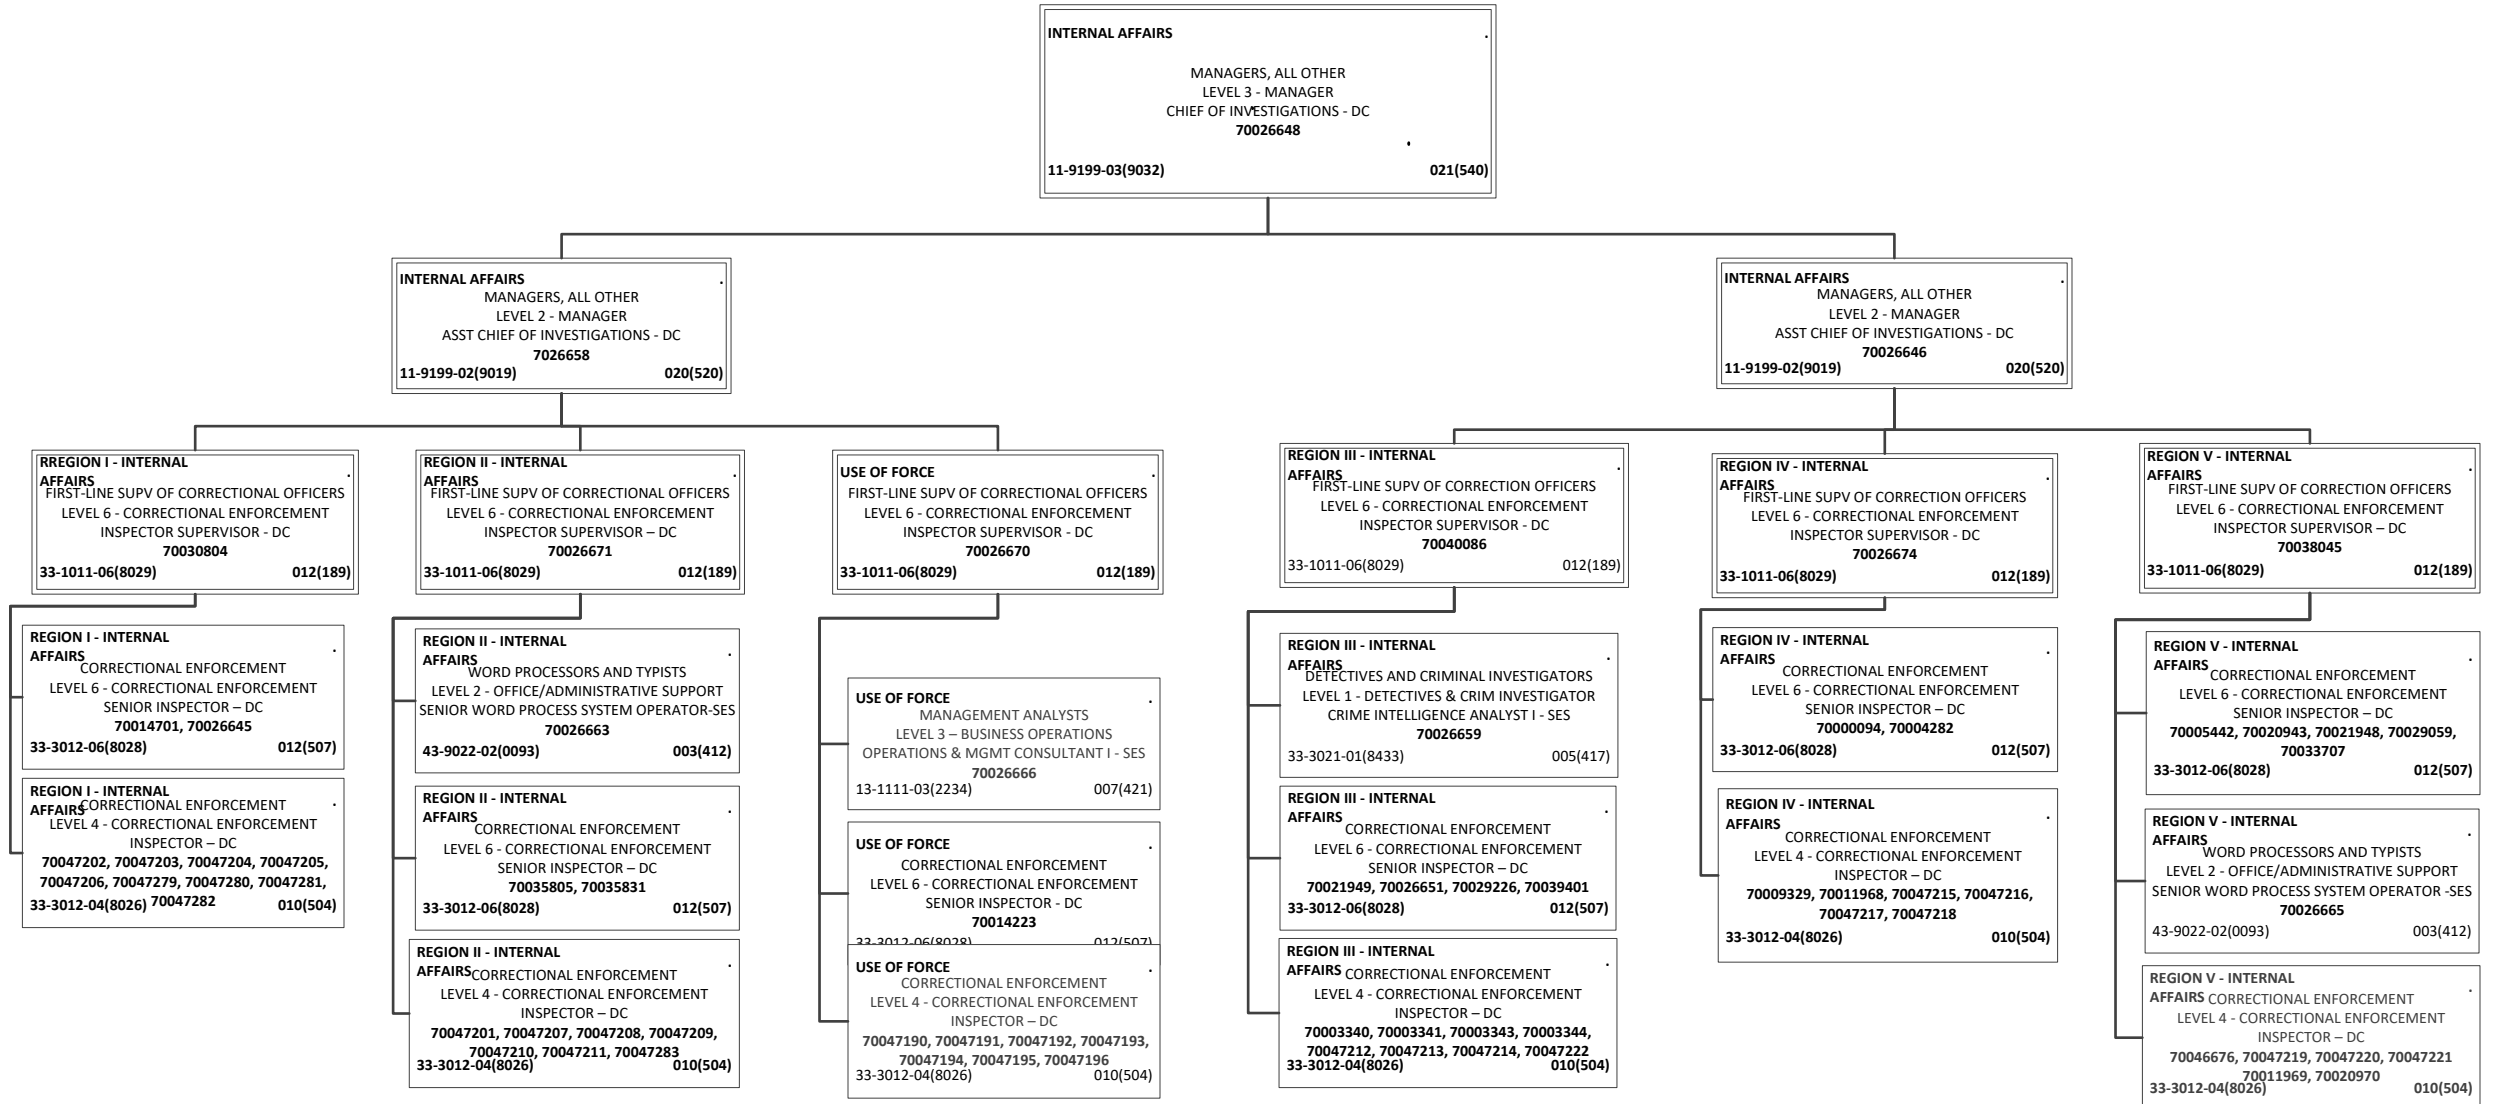 INTERNAL AFFAIRS .
MANAGERS, ALL OTHER
LEVEL 3 - MANAGER
CHIEF OF INVESTIGATIONS - DC
70026648
11-9199-03(9032) 021(540)
INTERNAL AFFAIRS .
MANAGERS, ALL OTHER
LEVEL 2 - MANAGER
ASST CHIEF OF INVESTIGATIONS - DC
7026658
11-9199-02(9019) 020(520)
INTERNAL AFFAIRS .
MANAGERS, ALL OTHER
LEVEL 2 - MANAGER
ASST CHIEF OF INVESTIGATIONS - DC
70026646
11-9199-02(9019) 020(520)
RREGION I - INTERNAL
AFFAIRS .
FIRST-LINE SUPV OF CORRECTIONAL OFFICERS
LEVEL 6 - CORRECTIONAL ENFORCEMENT
INSPECTOR SUPERVISOR - DC
70030804
33-1011-06(8029) 012(189)
REGION II - INTERNAL
AFFAIRS .
FIRST-LINE SUPV OF CORRECTIONAL OFFICERS
LEVEL 6 - CORRECTIONAL ENFORCEMENT
INSPECTOR SUPERVISOR – DC
70026671
33-1011-06(8029) 012(189)
USE OF FORCE .
FIRST-LINE SUPV OF CORRECTIONAL OFFICERS
LEVEL 6 - CORRECTIONAL ENFORCEMENT
INSPECTOR SUPERVISOR - DC
70026670
33-1011-06(8029) 012(189)
REGION III - INTERNAL
AFFAIRS .
FIRST-LINE SUPV OF CORRECTION OFFICERS
LEVEL 6 - CORRECTIONAL ENFORCEMENT
INSPECTOR SUPERVISOR - DC
70040086
33-1011-06(8029) 012(189)
REGION IV - INTERNAL
AFFAIRS .
FIRST-LINE SUPV OF CORRECTION OFFICERS
LEVEL 6 - CORRECTIONAL ENFORCEMENT
INSPECTOR SUPERVISOR - DC
70026674
33-1011-06(8029) 012(189)
REGION V - INTERNAL
AFFAIRS .
FIRST-LINE SUPV OF CORRECTION OFFICERS
LEVEL 6 - CORRECTIONAL ENFORCEMENT
INSPECTOR SUPERVISOR – DC
70038045
33-1011-06(8029) 012(189)
REGION I - INTERNAL
AFFAIRS .
CORRECTIONAL ENFORCEMENT
LEVEL 6 - CORRECTIONAL ENFORCEMENT
SENIOR INSPECTOR – DC
70014701, 70026645
33-3012-06(8028) 012(507)
REGION I - INTERNAL
AFFAIRS .
CORRECTIONAL ENFORCEMENT
LEVEL 4 - CORRECTIONAL ENFORCEMENT
INSPECTOR – DC
70047202, 70047203, 70047204, 70047205,
70047206, 70047279, 70047280, 70047281,
70047282
33-3012-04(8026) 010(504)
REGION II - INTERNAL
AFFAIRS .
WORD PROCESSORS AND TYPISTS
LEVEL 2 - OFFICE/ADMINISTRATIVE SUPPORT
SENIOR WORD PROCESS SYSTEM OPERATOR-SES
70026663
43-9022-02(0093) 003(412)
REGION II - INTERNAL
AFFAIRS .
CORRECTIONAL ENFORCEMENT
LEVEL 6 - CORRECTIONAL ENFORCEMENT
SENIOR INSPECTOR – DC
70035805, 70035831
33-3012-06(8028) 012(507)
REGION II - INTERNAL
AFFAIRS .
CORRECTIONAL ENFORCEMENT
LEVEL 4 - CORRECTIONAL ENFORCEMENT
INSPECTOR – DC
70047201, 70047207, 70047208, 70047209,
70047210, 70047211, 70047283
33-3012-04(8026) 010(504)
USE OF FORCE .
MANAGEMENT ANALYSTS
LEVEL 3 – BUSINESS OPERATIONS
OPERATIONS & MGMT CONSULTANT I - SES
70026666
13-1111-03(2234) 007(421)
USE OF FORCE .
CORRECTIONAL ENFORCEMENT
LEVEL 6 - CORRECTIONAL ENFORCEMENT
SENIOR INSPECTOR - DC
70014223
33-3012-06(8028) 012(507)
USE OF FORCE .
CORRECTIONAL ENFORCEMENT
LEVEL 4 - CORRECTIONAL ENFORCEMENT
INSPECTOR – DC
70047190, 70047191, 70047192, 70047193,
70047194, 70047195, 70047196
33-3012-04(8026) 010(504)
REGION III - INTERNAL
AFFAIRS .
DETECTIVES AND CRIMINAL INVESTIGATORS
LEVEL 1 - DETECTIVES & CRIM INVESTIGATOR
CRIME INTELLIGENCE ANALYST I - SES
70026659
33-3021-01(8433) 005(417)
REGION III - INTERNAL
AFFAIRS .
CORRECTIONAL ENFORCEMENT
LEVEL 6 - CORRECTIONAL ENFORCEMENT
SENIOR INSPECTOR – DC
70021949, 70026651, 70029226, 70039401
33-3012-06(8028) 012(507)
REGION III - INTERNAL
AFFAIRS .
CORRECTIONAL ENFORCEMENT
LEVEL 4 - CORRECTIONAL ENFORCEMENT
INSPECTOR – DC
70003340, 70003341, 70003343, 70003344,
70047212, 70047213, 70047214, 70047222
33-3012-04(8026) 010(504)
REGION IV - INTERNAL
AFFAIRS .
CORRECTIONAL ENFORCEMENT
LEVEL 6 - CORRECTIONAL ENFORCEMENT
SENIOR INSPECTOR – DC
70000094, 70004282
33-3012-06(8028) 012(507)
REGION IV - INTERNAL
AFFAIRS .
CORRECTIONAL ENFORCEMENT
LEVEL 4 - CORRECTIONAL ENFORCEMENT
INSPECTOR – DC
70009329, 70011968, 70047215, 70047216,
70047217, 70047218
33-3012-04(8026) 010(504)
REGION V - INTERNAL
AFFAIRS .
CORRECTIONAL ENFORCEMENT
LEVEL 6 - CORRECTIONAL ENFORCEMENT
SENIOR INSPECTOR – DC
70005442, 70020943, 70021948, 70029059,
70033707
33-3012-06(8028) 012(507)
REGION V - INTERNAL
AFFAIRS .
WORD PROCESSORS AND TYPISTS
LEVEL 2 - OFFICE/ADMINISTRATIVE SUPPORT
SENIOR WORD PROCESS SYSTEM OPERATOR -SES
70026665
43-9022-02(0093) 003(412)
REGION V - INTERNAL
AFFAIRS .
CORRECTIONAL ENFORCEMENT
LEVEL 4 - CORRECTIONAL ENFORCEMENT
INSPECTOR – DC
70046676, 70047219, 70047220, 70047221
70011969, 70020970
33-3012-04(8026) 010(504)